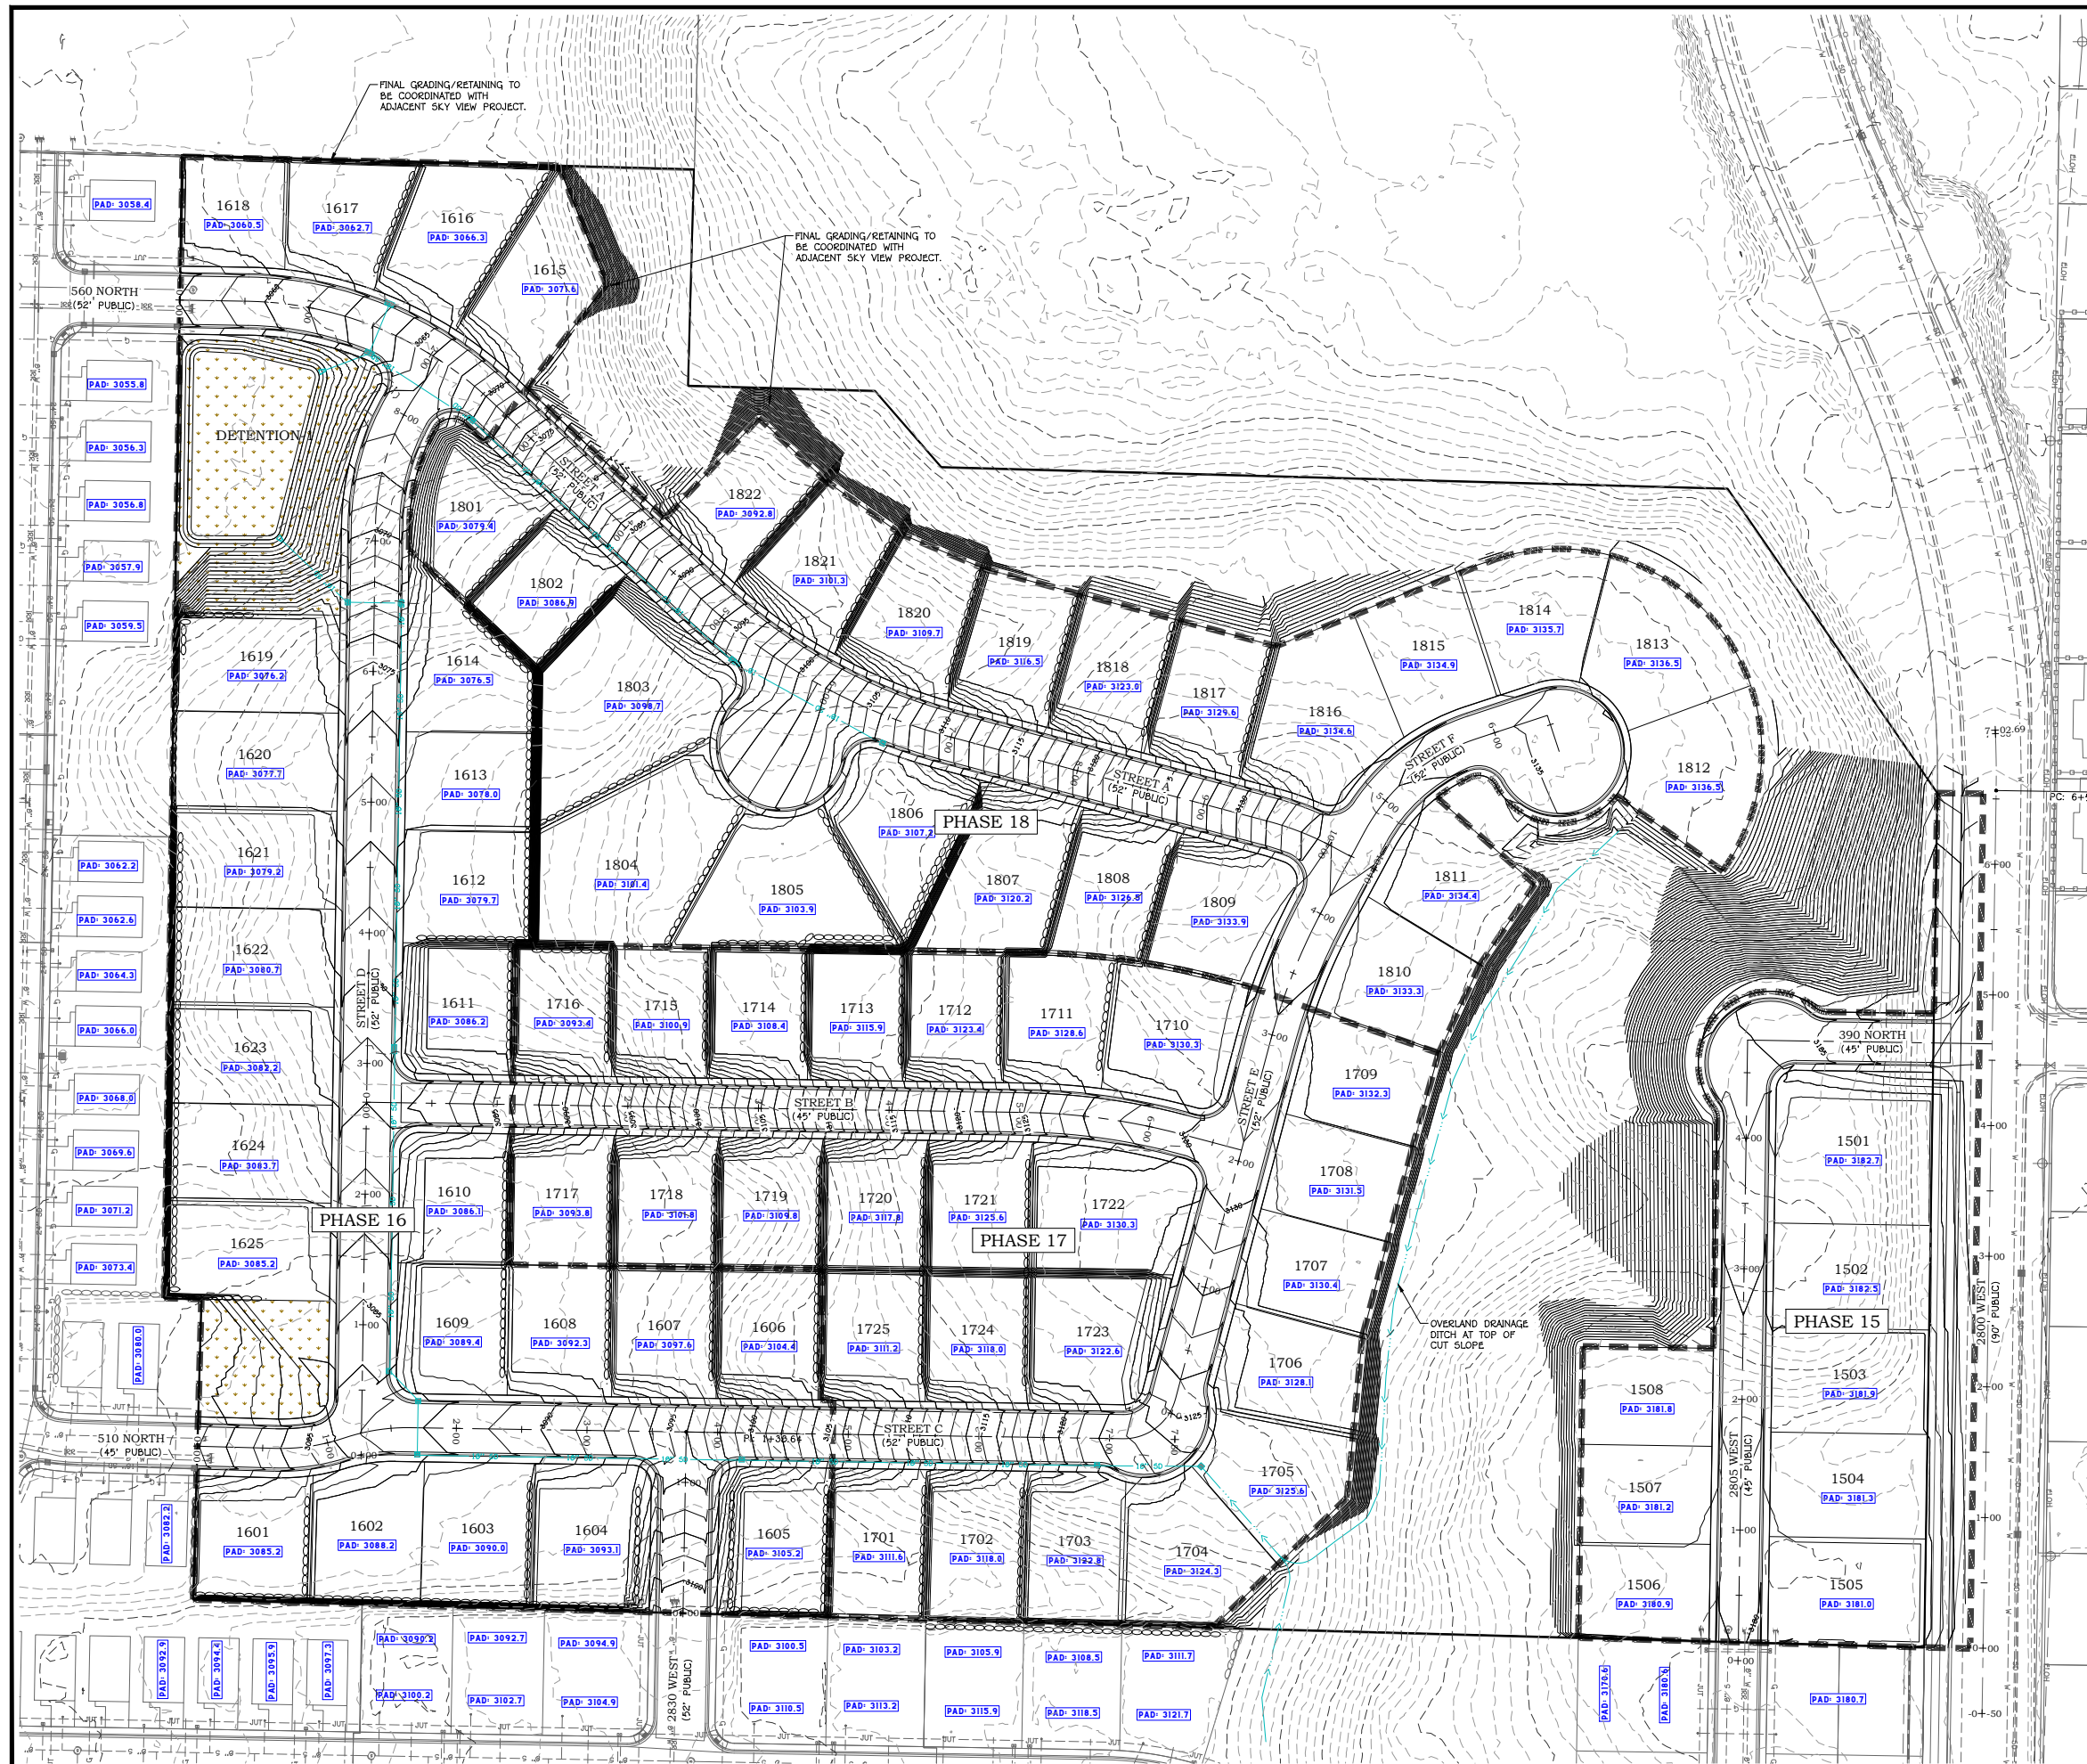 FINAL GRADING/RETAINING TO
BE COORDINATED WITH
ADJACENT SKY VIEW PROJECT.
FINAL GRADING/RETAINING TO
BE COORDINATED WITH
ADJACENT SKY VIEW PROJECT.
PAD: 3058.4
1618
PAD: 3060.5
1617
PAD: 3062.7
1616
PAD: 3066.3
1615
PAD: 3071.6
560 NORTH
(52' PUBLIC)
PAD: 3055.8
PAD: 3056.3
PAD: 3056.8
PAD: 3057.9
PAD: 3059.5
DETENTION-1
STREET A
(52' PUBLIC)
1801
PAD: 3079.4
1802
PAD: 3086.9
1822
PAD: 3092.8
1821
PAD: 3101.3
1820
PAD: 3109.7
1819
PAD: 3116.5
1818
PAD: 3123.0
1817
PAD: 3129.6
1816
PAD: 3134.6
1815
PAD: 3134.9
1814
PAD: 3135.7
1813
PAD: 3136.5
1812
PAD: 3136.5
STREET F
(52' PUBLIC)
STREET A
(52' PUBLIC)
1619
PAD: 3076.2
1614
PAD: 3076.5
1803
PAD: 3098.7
1620
PAD: 3077.7
1613
PAD: 3078.0
1806
PAD: 3107.2
PHASE 18
7+02.69
1621
PAD: 3079.2
1612
PAD: 3079.7
1804
PAD: 3101.4
1805
PAD: 3103.9
1807
PAD: 3120.2
1808
PAD: 3126.5
1809
PAD: 3133.9
1811
PAD: 3134.4
1810
PAD: 3133.3
PAD: 3062.2
PAD: 3062.6
PAD: 3064.3
PAD: 3066.0
PAD: 3068.0
PAD: 3069.6
PAD: 3071.2
PAD: 3073.4
1622
PAD: 3080.7
STREET D
(52' PUBLIC)
1611
PAD: 3086.2
1716
PAD: 3093.4
1715
PAD: 3100.9
1714
PAD: 3108.4
1713
PAD: 3115.9
1712
PAD: 3123.4
1711
PAD: 3128.6
1710
PAD: 3130.3
1709
PAD: 3132.3
390 NORTH
(45' PUBLIC)
1623
PAD: 3082.2
STREET B
(45' PUBLIC)
STREET E
(52' PUBLIC)
1624
PAD: 3083.7
1610
PAD: 3086.1
1717
PAD: 3093.8
1718
PAD: 3101.8
1719
PAD: 3109.8
1720
PAD: 3117.8
1721
PAD: 3125.6
1722
PAD: 3130.3
1708
PAD: 3131.5
1501
PAD: 3182.7
PHASE 16
PHASE 17
1625
PAD: 3085.2
1707
PAD: 3130.4
1502
PAD: 3182.5
2800 WEST
(90' PUBLIC)
PHASE 15
OVERLAND DRAINAGE
DITCH AT TOP OF
CUT SLOPE
PAD: 3080.0
1609
PAD: 3089.4
1608
PAD: 3092.3
1607
PAD: 3097.6
1606
PAD: 3104.4
1725
PAD: 3111.2
1724
PAD: 3118.0
1723
PAD: 3122.6
1706
PAD: 3128.1
1508
PAD: 3181.8
1503
PAD: 3181.9
510 NORTH
(45' PUBLIC)
STREET C
(52' PUBLIC)
2805 WEST
(45' PUBLIC)
1705
PAD: 3125.6
1507
PAD: 3181.2
1504
PAD: 3181.3
PAD: 3082.2
1601
PAD: 3085.2
1602
PAD: 3088.2
1603
PAD: 3090.0
1604
PAD: 3093.1
1605
PAD: 3105.2
1701
PAD: 3111.6
1702
PAD: 3118.0
1703
PAD: 3122.8
1704
PAD: 3124.3
1506
PAD: 3180.9
1505
PAD: 3181.0
PAD: 3092.9
PAD: 3094.4
PAD: 3095.9
PAD: 3097.3
PAD: 3090.2
PAD: 3092.7
PAD: 3094.9
PAD: 3100.2
PAD: 3102.7
PAD: 3104.9
2830 WEST
(52' PUBLIC)
PAD: 3100.5
PAD: 3103.2
PAD: 3105.9
PAD: 3108.5
PAD: 3111.7
PAD: 3110.5
PAD: 3113.2
PAD: 3115.9
PAD: 3118.5
PAD: 3121.7
PAD: 3170.6
PAD: 3180.6
PAD: 3180.7